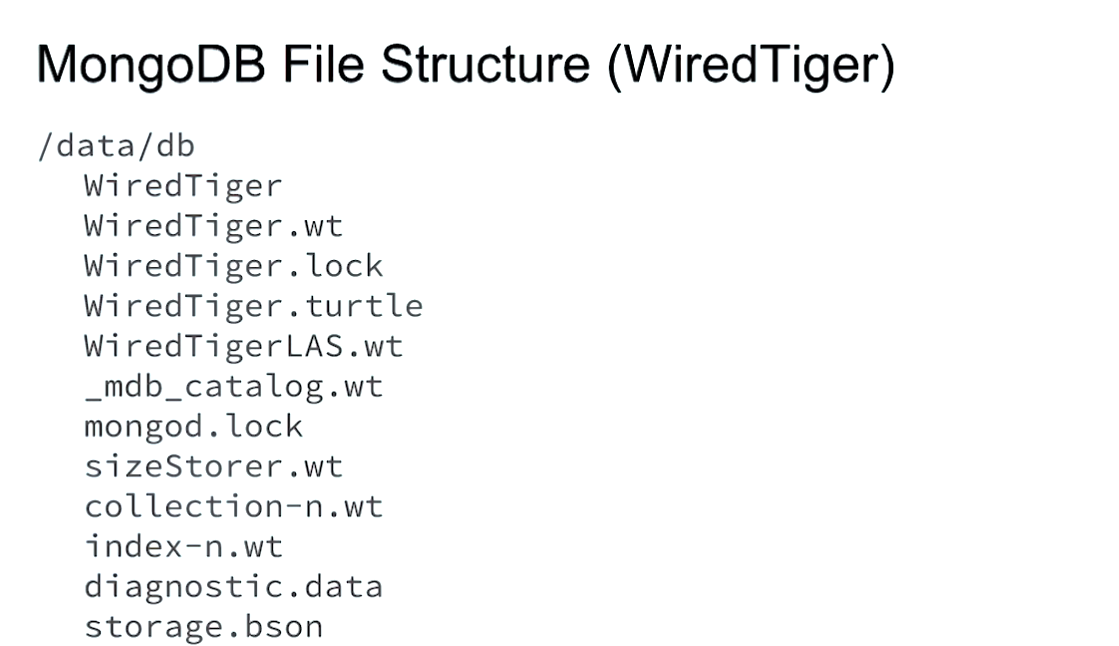 MongoDB File Structure (WiredTiger)
/data/db
WiredTiger
WiredTiger.wt
WiredTiger.lock
WiredTiger.turtle
WiredTigerLAS.wt
_mdb_catalog.wt
mongod.lock
sizeStorer.wt
collection-n.wt
index-n.wt
diagnostic.data
storage.bson